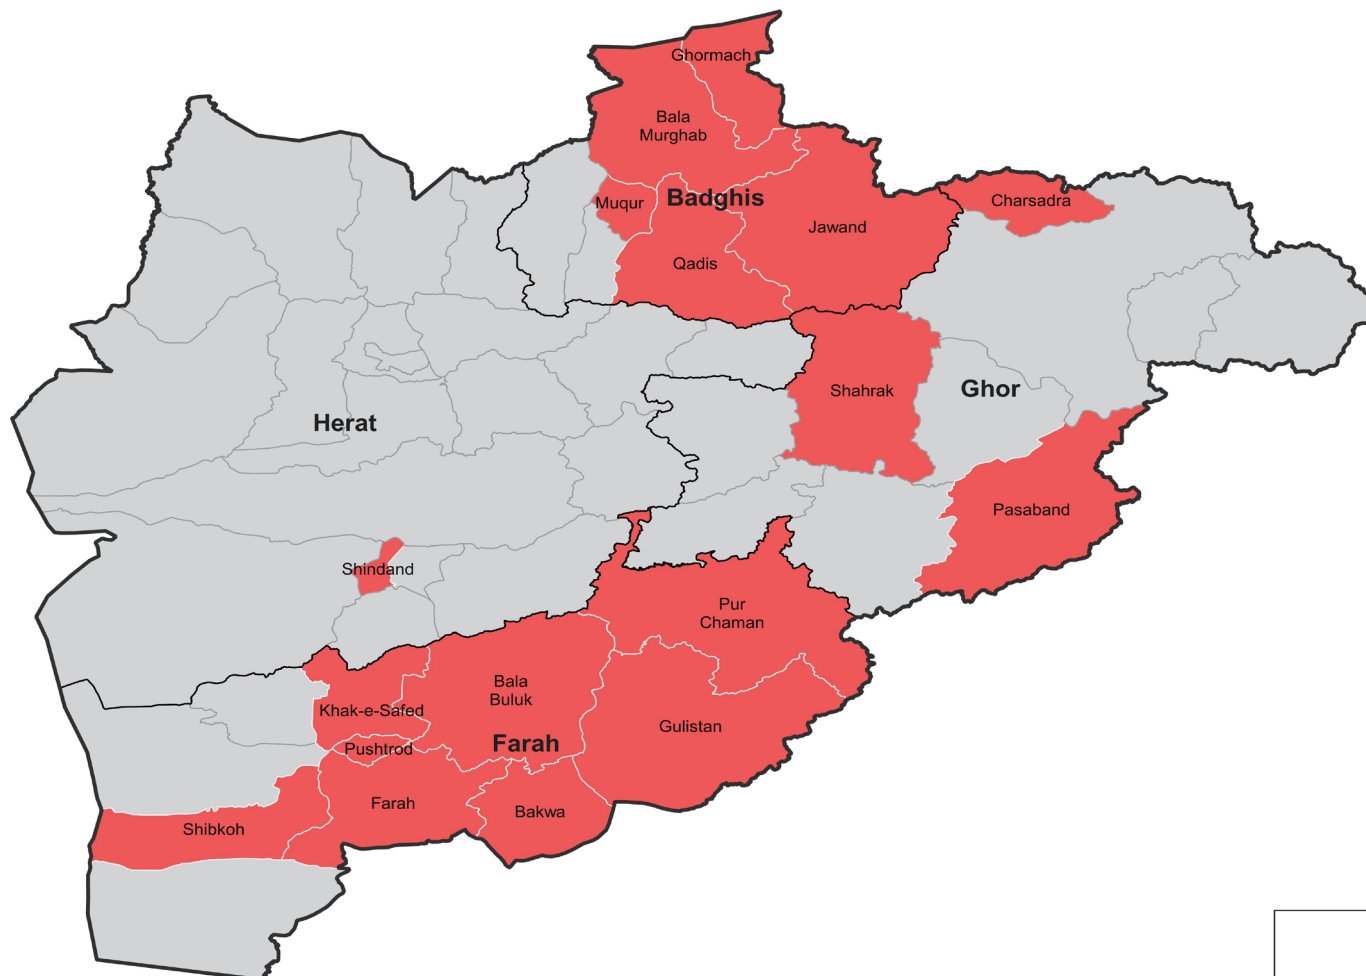 Ghormach
Bala
Murghab
Muqur
Badghis
Charsadra
Jawand
Qadis
Shahrak
Ghor
Herat
Pasaband
Shindand
Pur
Chaman
Bala
Buluk
Khak-e-Safed
Gulistan
Farah
Pushtrod
Farah
Bakwa
Shibkoh